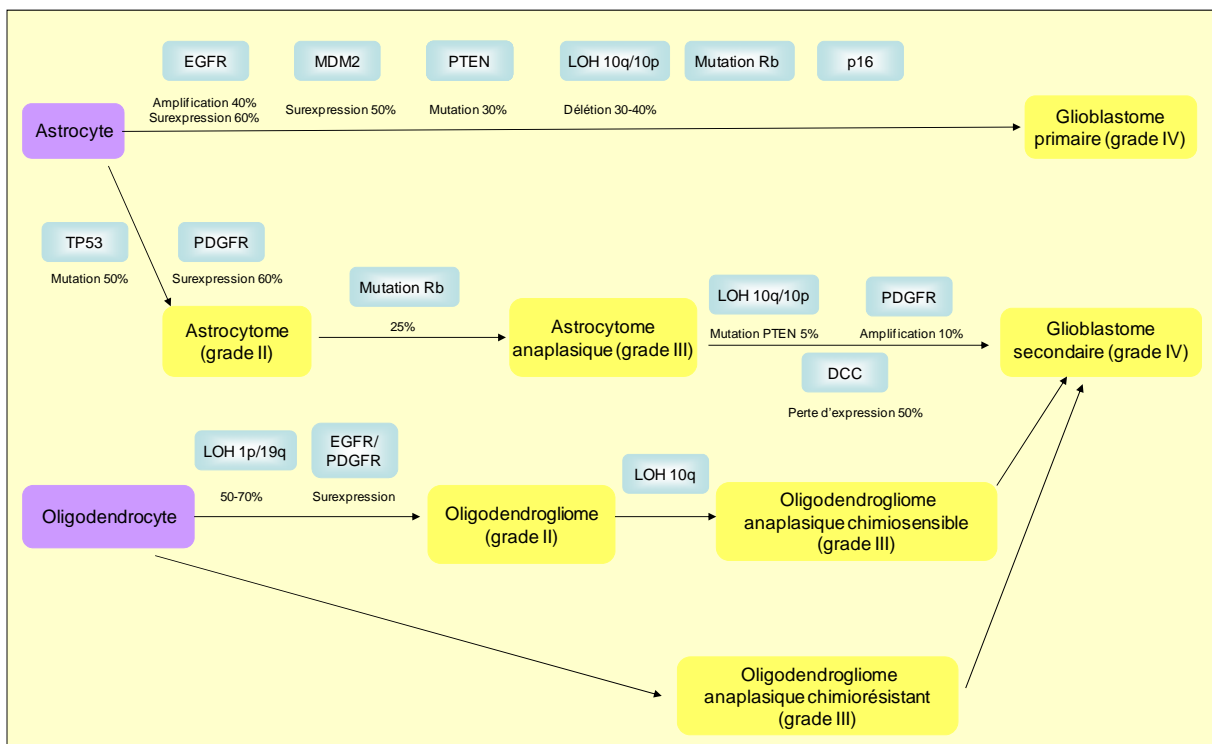 EGFR
MDM2
PTEN
LOH 10q/10p
Mutation Rb
p16
Amplification 40%
Surexpression 60%
Surexpression 50%
Mutation 30%
Délétion 30-40%
Astrocyte
Glioblastome
primaire (grade IV)
TP53
PDGFR
Mutation 50%
Surexpression 60%
Mutation Rb
25%
LOH 10q/10p
PDGFR
Mutation PTEN 5%
Amplification 10%
Astrocytome
(grade II)
Astrocytome
anaplasique (grade III)
Glioblastome
secondaire (grade IV)
DCC
Perte d'expression 50%
LOH 1p/19q
EGFR/
PDGFR
50-70%
Surexpression
LOH 10q
Oligodendrocyte
Oligodendrogliome
(grade II)
Oligodendrogliome
anaplasique chimiosensible
(grade III)
Oligodendrogliome
anaplasique chimiorésistant
(grade III)